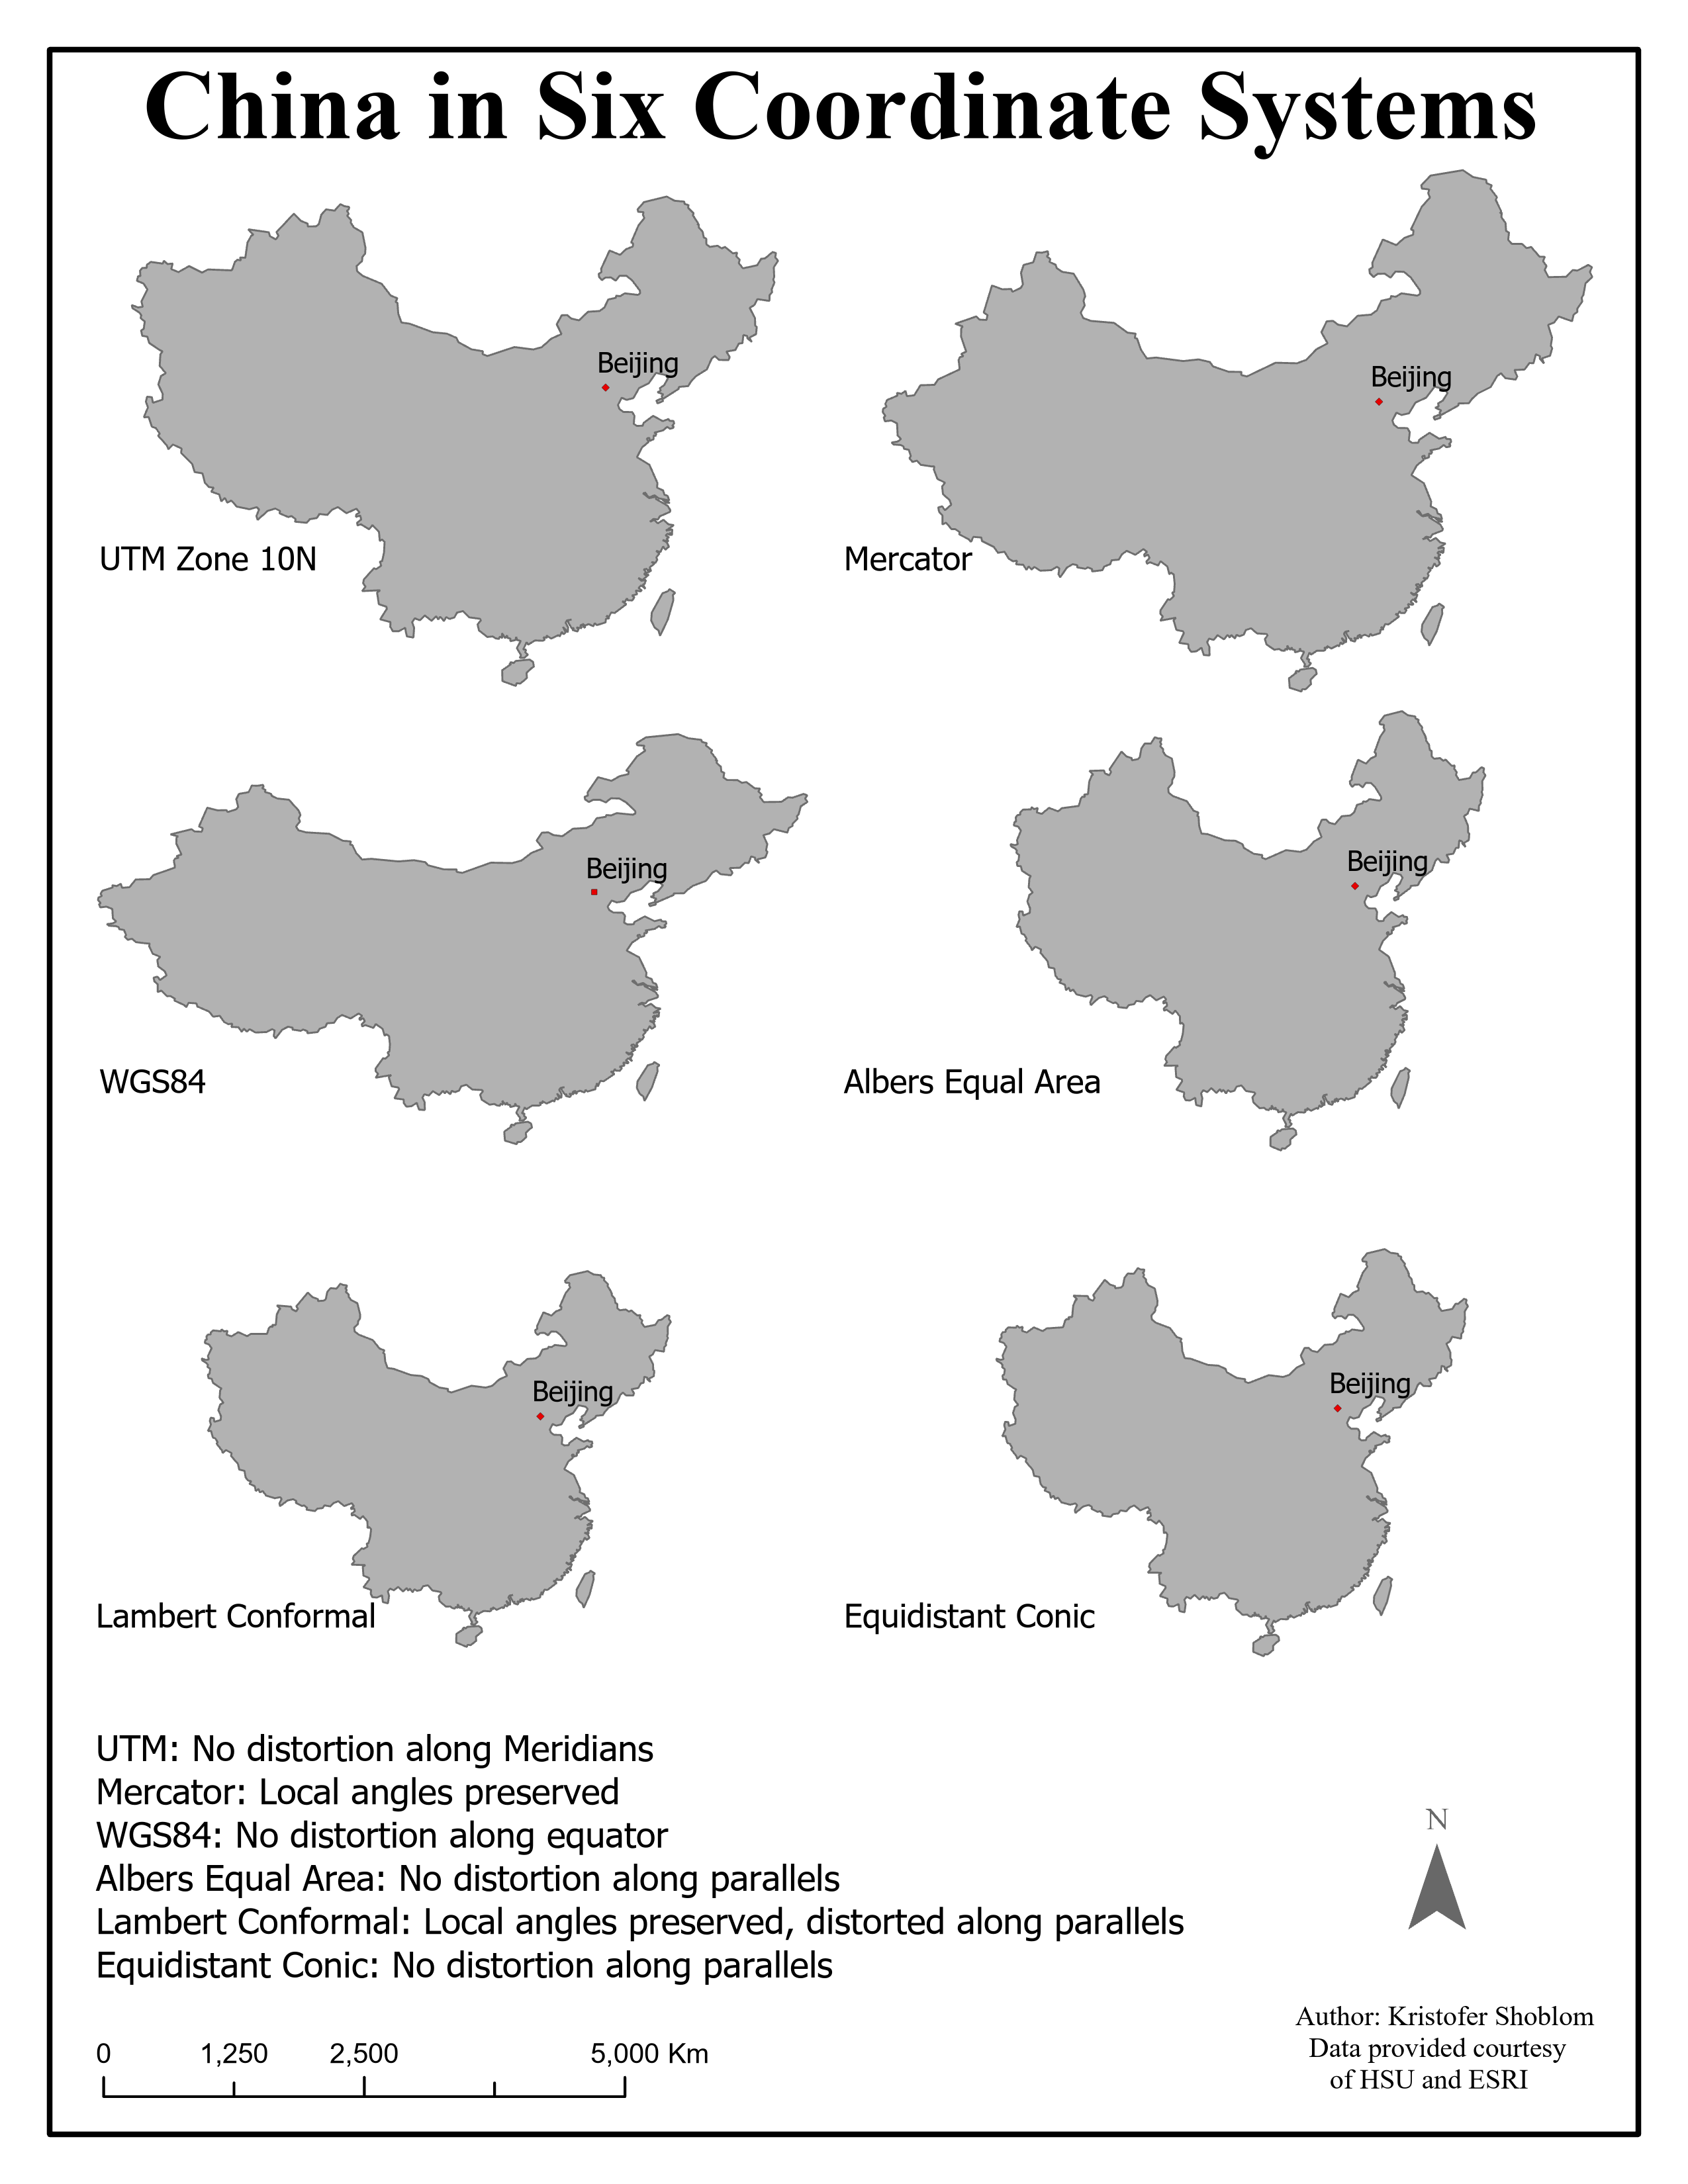 China in Six Coordinate Systems
Beijing
UTM Zone 10N
Beijing
Mercator
Beijing
WGS84
Beijing
Albers Equal Area
Beijing
Lambert Conformal
Beijing
Equidistant Conic
UTM: No distortion along Meridians
Mercator: Local angles preserved
WGS84: No distortion along equator
Albers Equal Area: No distortion along parallels
Lambert Conformal: Local angles preserved, distorted along parallels
Equidistant Conic: No distortion along parallels
N
0 1,250 2,500 5,000 Km
Author: Kristofer Shoblom
Data provided courtesy
of HSU and ESRI